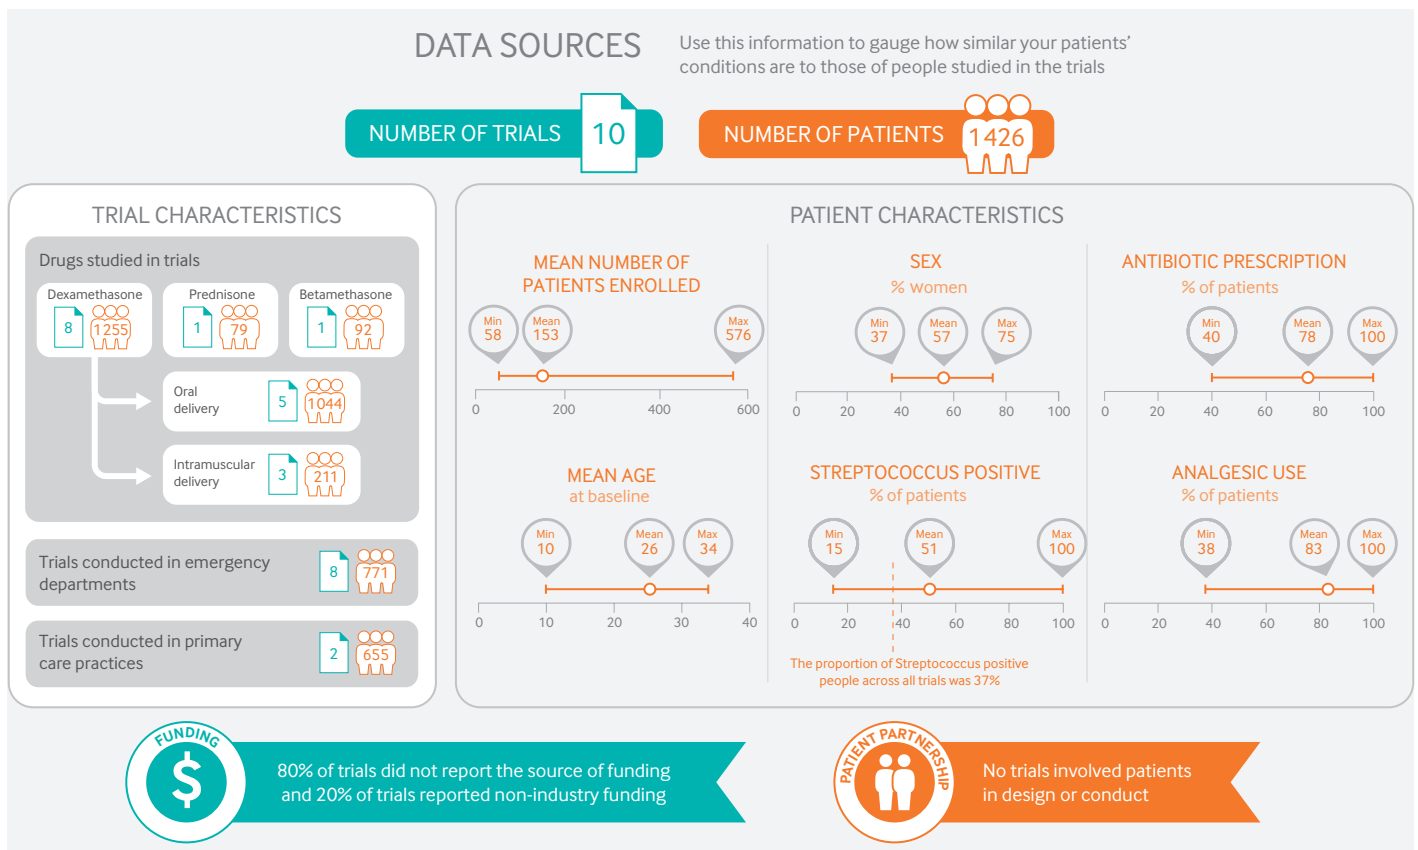 DATA SOURCES
Use this information to gauge how similar your patients'
conditions are to those of people studied in the trials
NUMBER OF TRIALS 10
NUMBER OF PATIENTS 1426
TRIAL CHARACTERISTICS
Drugs studied in trials
Dexamethasone
8 1255
Prednisone
1 79
Betamethasone
1 92
Oral
delivery
5 1044
Intramuscular
delivery
3 211
Trials conducted in emergency
departments
8 771
Trials conducted in primary
care practices
2 655
PATIENT CHARACTERISTICS
MEAN NUMBER OF
PATIENTS ENROLLED
Min
58
Mean
153
Max
576
0 200 400 600
SEX
% women
Min
37
Mean
57
Max
75
0 20 40 60 80 100
ANTIBIOTIC PRESCRIPTION
% of patients
Min
40
Mean
78
Max
100
0 20 40 60 80 100
MEAN AGE
at baseline
Min
10
Mean
26
Max
34
0 10 20 30 40
STREPTOCOCCUS POSITIVE
% of patients
Min
15
Mean
51
Max
100
0 20 40 60 80 100
The proportion of Streptococcus positive
people across all trials was 37%
ANALGESIC USE
% of patients
Min
38
Mean
83
Max
100
0 20 40 60 80 100
FUNDING
$
80% of trials did not report the source of funding
and 20% of trials reported non-industry funding
PATIENT PARTNERSHIP
No trials involved patients
in design or conduct